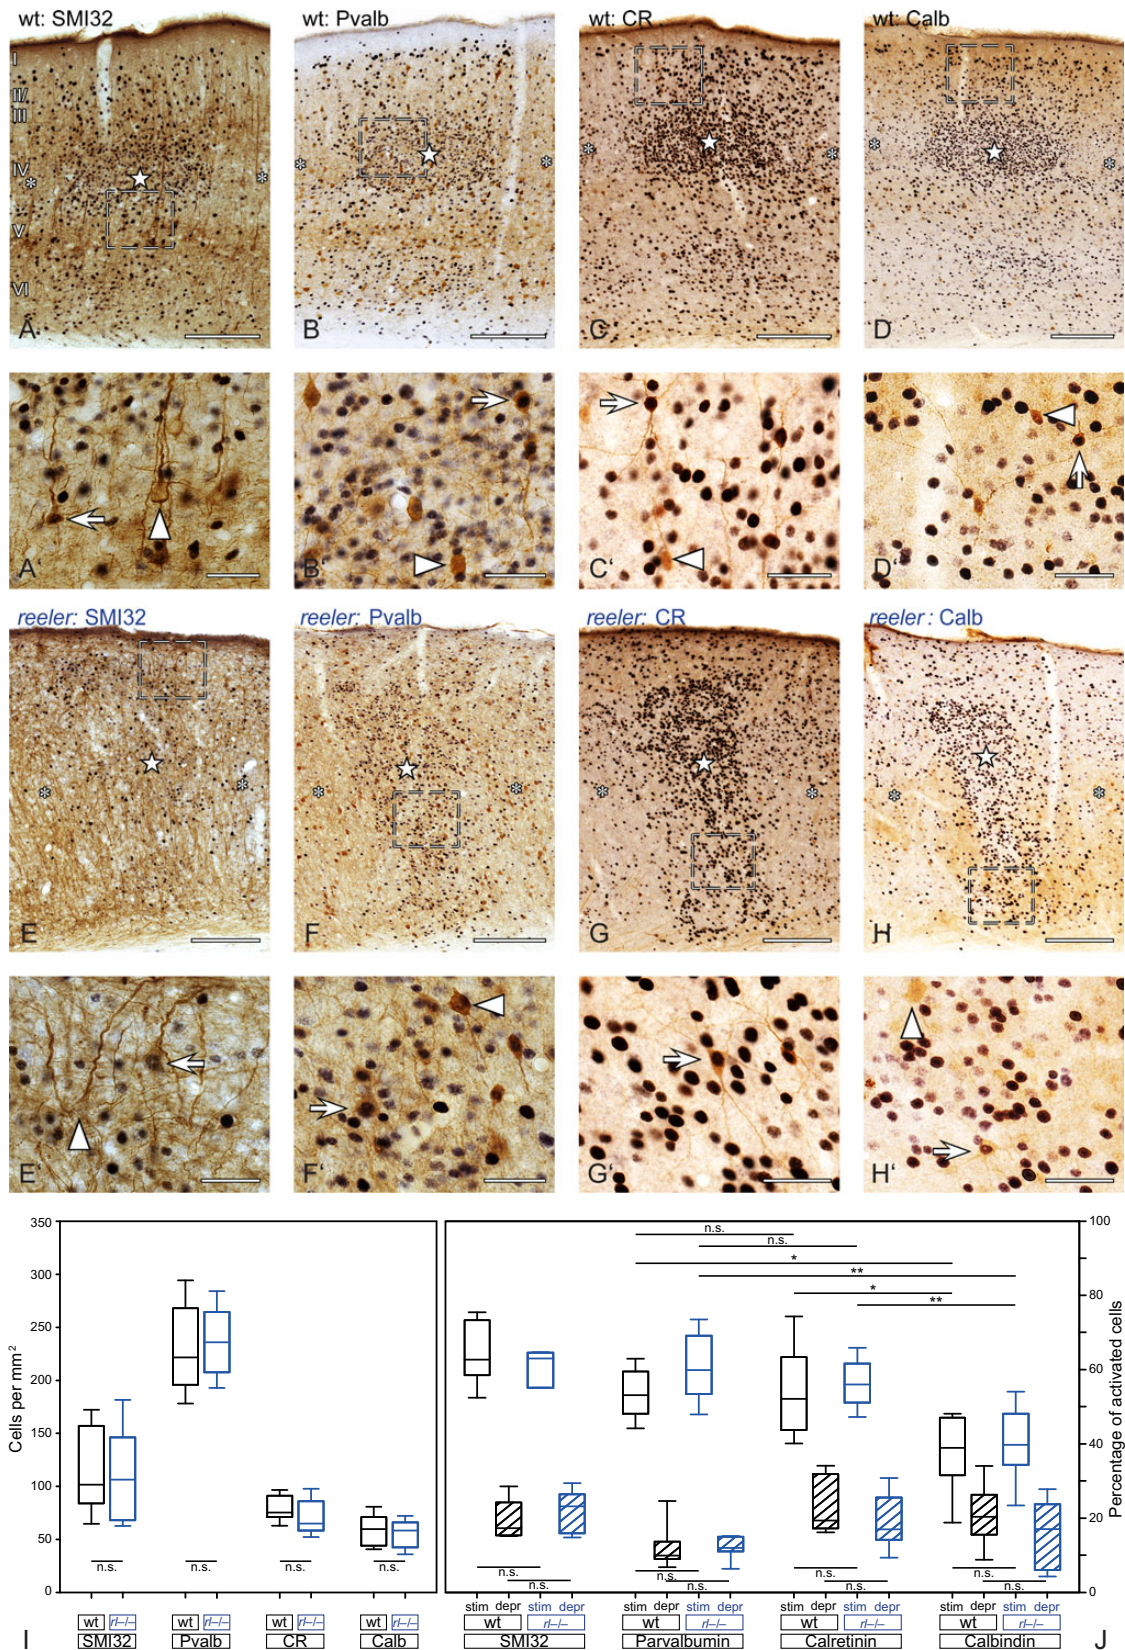 wt: SMI32 wt: Pvalb wt: CR wt: Calb
I
II/
III
IV
V
VI
* * * * * * * *
A B C D
A' B' C' D'
reeler: SMI32 reeler: Pvalb reeler: CR reeler: Calb
* * * * * * * *
E F G H
E' F' G' H'
Cells per mm²
350
300
250
200
150
100
50
0
n.s. n.s. n.s. n.s.
wt rl–/– wt rl–/– wt rl–/– wt rl–/–
SMI32 Pvalb CR Calb
I
n.s.
n.s.
*
**
*
**
n.s. n.s. n.s. n.s.
n.s. n.s. n.s. n.s.
100
80
60
40
20
0
Percentage of activated cells
stim depr stim depr stim depr stim depr stim depr stim depr stim depr stim depr
wt rl–/– wt rl–/– wt rl–/– wt rl–/–
SMI32 Parvalbumin Calretinin Calbindin
J